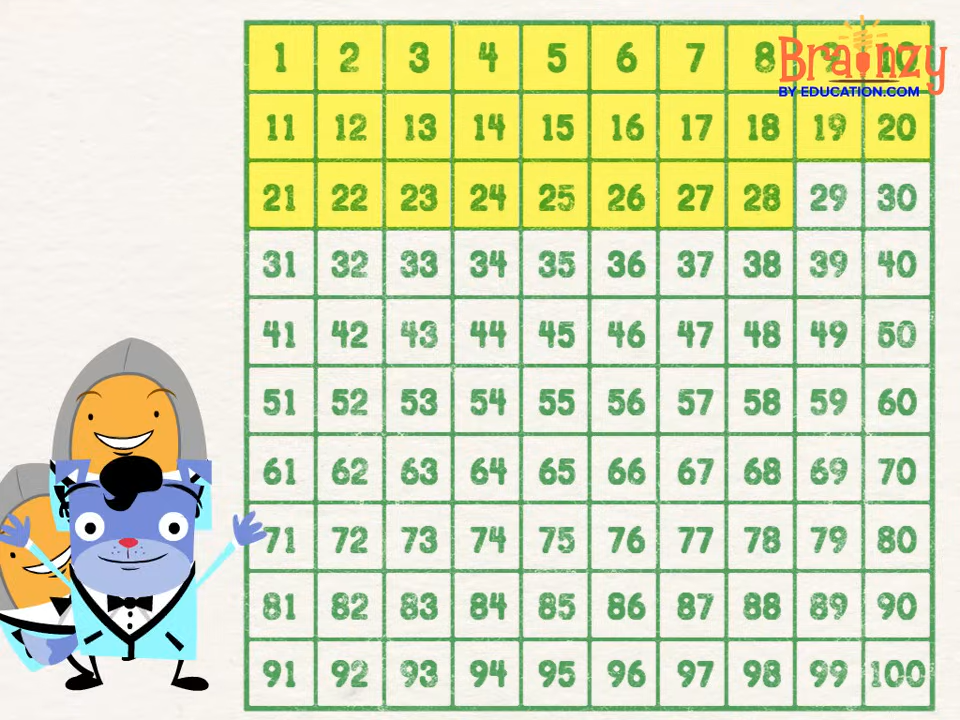 1 2 3 4 5 6 7 8 9 10
Brainzy
BY EDUCATION.COM
11 12 13 14 15 16 17 18 19 20
21 22 23 24 25 26 27 28 29 30
31 32 33 34 35 36 37 38 39 40
41 42 43 44 45 46 47 48 49 50
51 52 53 54 55 56 57 58 59 60
61 62 63 64 65 66 67 68 69 70
71 72 73 74 75 76 77 78 79 80
81 82 83 84 85 86 87 88 89 90
91 92 93 94 95 96 97 98 99 100